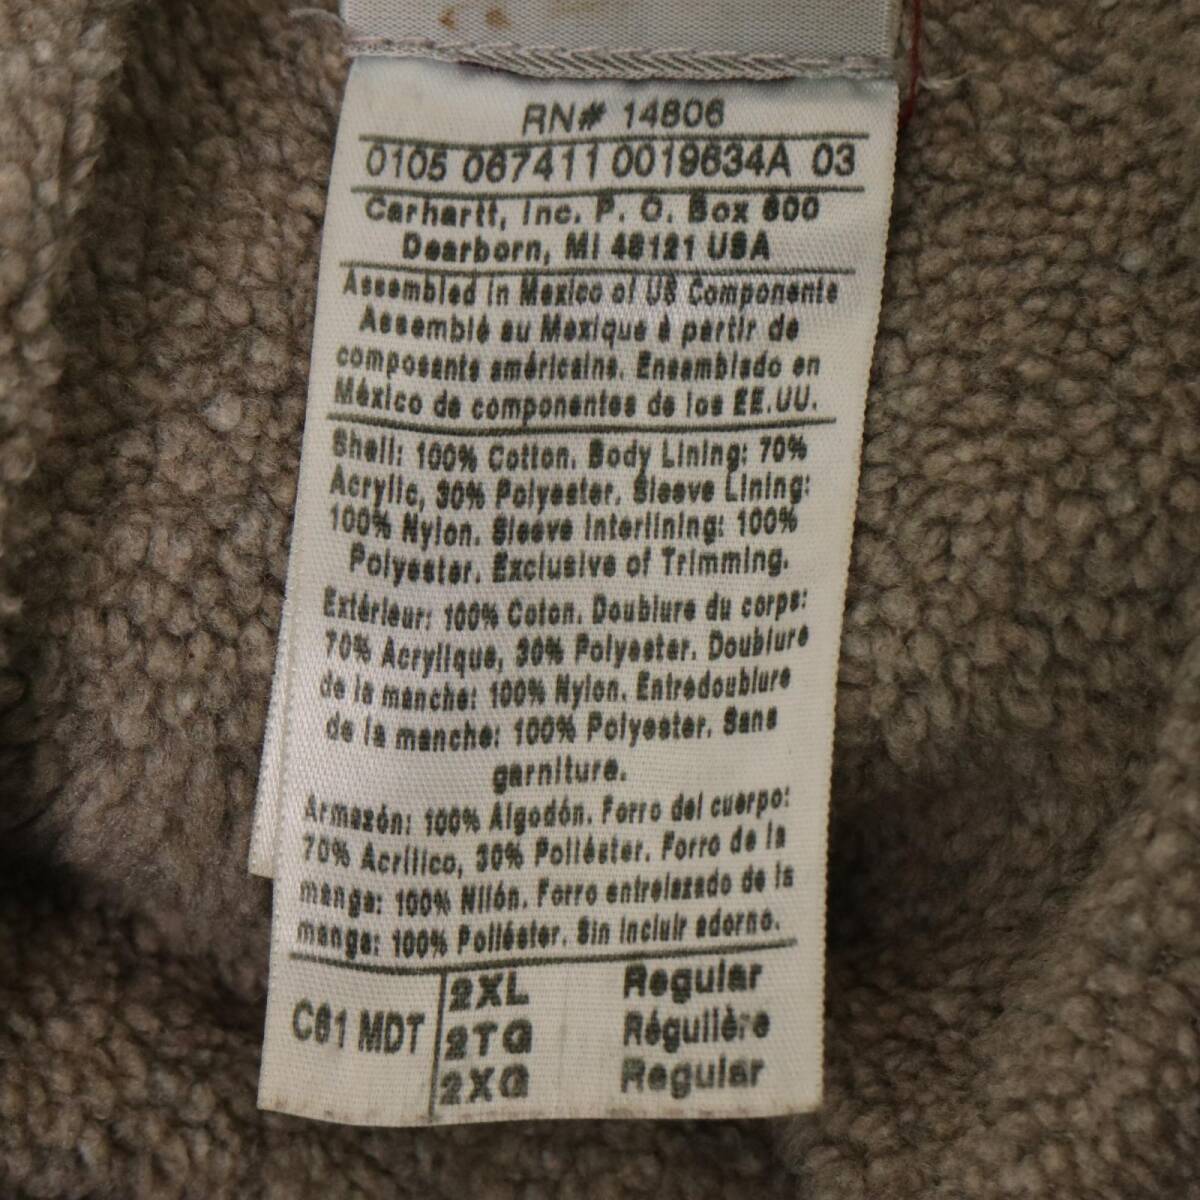 RN# 14806
0105 067411 0019634A 03
Carhartt, Inc. P. O. Box 600
Dearborn, MI 48121 USA
Assembled in Mexico of US Components
Assemblé au Mexique à partir de
composants américains. Ensamblado en
México de componentes de los EE.UU.
Shell: 100% Cotton. Body Lining: 70%
Acrylic, 30% Polyester. Sleeve Lining:
100% Nylon. Sleeve Interlining: 100%
Polyester. Exclusive of Trimming.
Extérieur: 100% Coton. Doublure du corps:
70% Acrylique, 30% Polyester. Doublure
de la manche: 100% Nylon. Entredoublure
de la manche: 100% Polyester. Sans
garniture.
Armazón: 100% Algodón. Forro del cuerpo:
70% Acrílico, 30% Poliéster. Forro de la
manga: 100% Nilón. Forro entrelazado de la
manga: 100% Poliéster. Sin incluir adorno.
C61 MDT
2XL Regular
2TG Régulière
2XG Regular